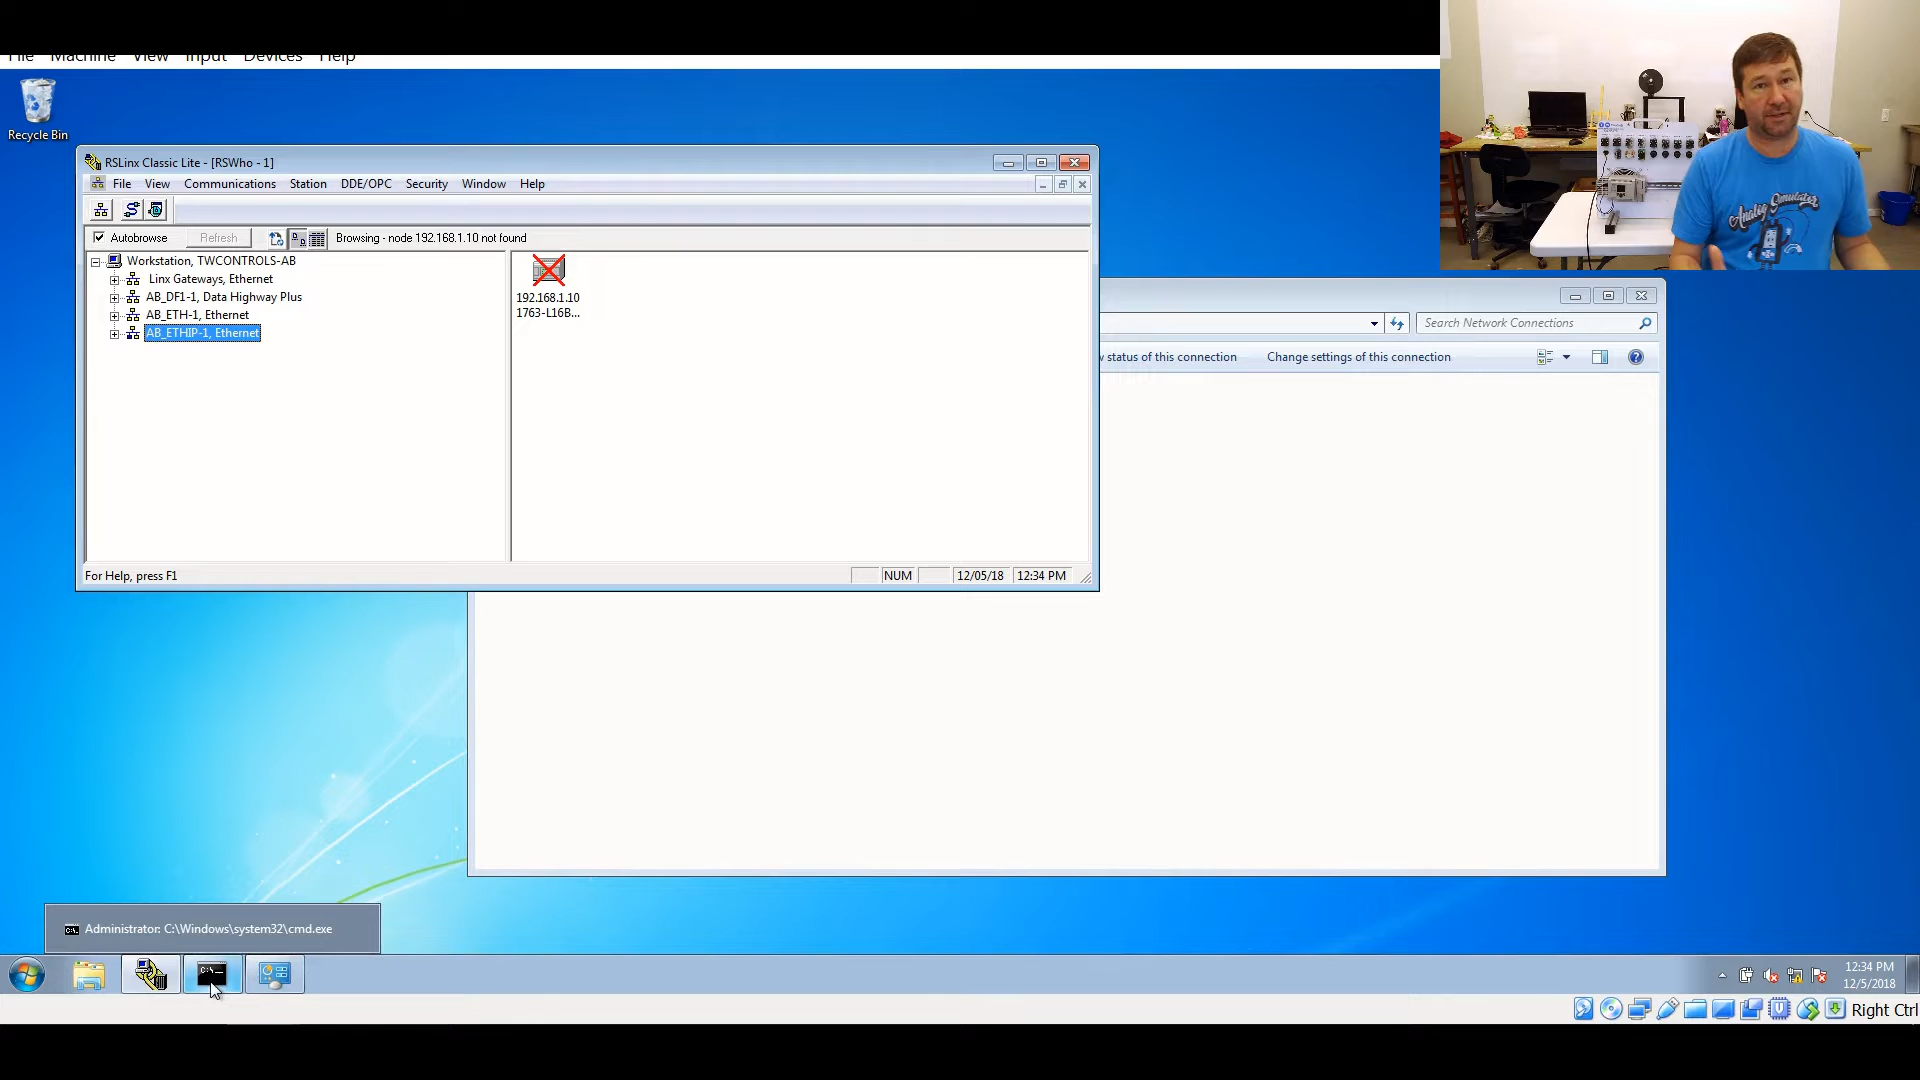 File Machine View Input Devices Help
Recycle Bin
RSLinx Classic Lite - [RSWho - 1]
File View Communications Station DDE/OPC Security Window Help
Autobrowse Refresh Browsing - node 192.168.1.10 not found
Workstation, TWCONTROLS-AB
Linx Gateways, Ethernet
AB_DF1-1, Data Highway Plus
AB_ETH-1, Ethernet
AB_ETHIP-1, Ethernet
192.168.1.10
1763-L16B...
For Help, press F1
NUM 12/05/18 12:34 PM
Search Network Connections
status of this connection Change settings of this connection
Analog Simulator
Administrator: C:\Windows\system32\cmd.exe
C:\_
12:34 PM
12/5/2018
Right Ctrl